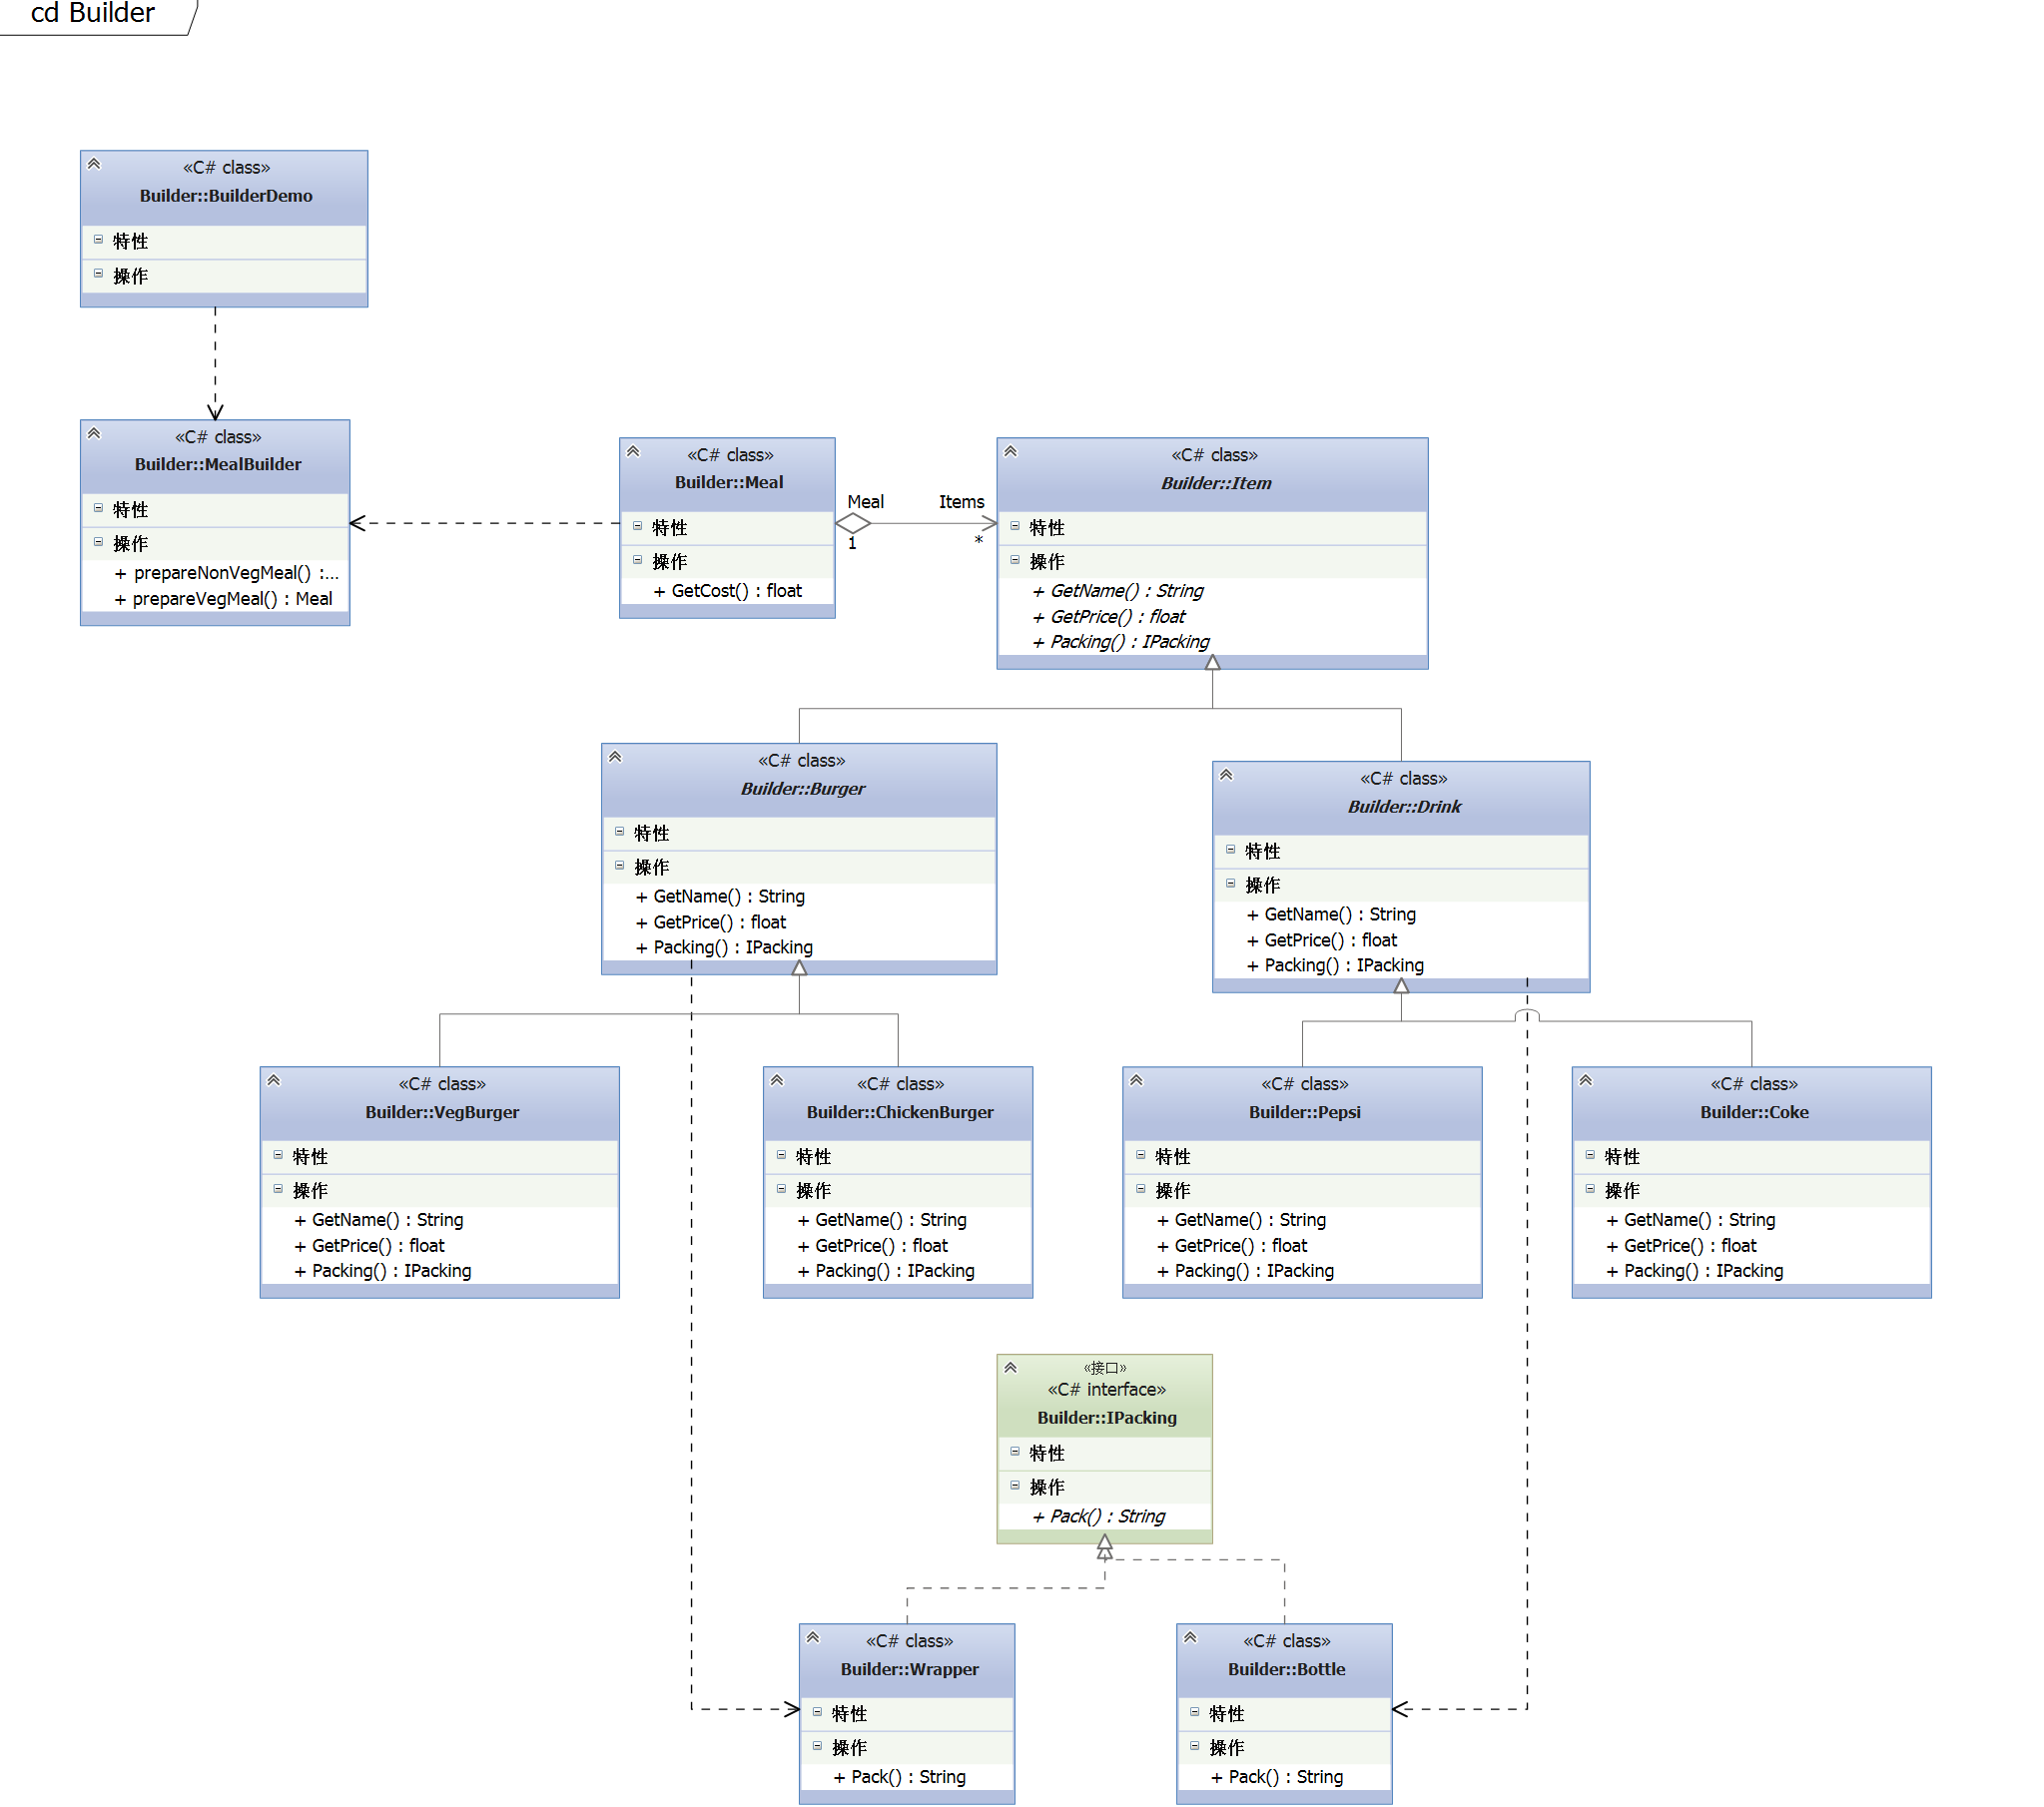 cd Builder
«C# class»
Builder::BuilderDemo
特性
操作
«C# class»
Builder::MealBuilder
特性
操作
+ prepareNonVegMeal() :...
+ prepareVegMeal() : Meal
«C# class»
Builder::Meal
特性
操作
+ GetCost() : float
Meal
Items
1
*
«C# class»
Builder::Item
特性
操作
+ GetName() : String
+ GetPrice() : float
+ Packing() : IPacking
«C# class»
Builder::Burger
特性
操作
+ GetName() : String
+ GetPrice() : float
+ Packing() : IPacking
«C# class»
Builder::Drink
特性
操作
+ GetName() : String
+ GetPrice() : float
+ Packing() : IPacking
«C# class»
Builder::VegBurger
特性
操作
+ GetName() : String
+ GetPrice() : float
+ Packing() : IPacking
«C# class»
Builder::ChickenBurger
特性
操作
+ GetName() : String
+ GetPrice() : float
+ Packing() : IPacking
«C# class»
Builder::Pepsi
特性
操作
+ GetName() : String
+ GetPrice() : float
+ Packing() : IPacking
«C# class»
Builder::Coke
特性
操作
+ GetName() : String
+ GetPrice() : float
+ Packing() : IPacking
«接口»
«C# interface»
Builder::IPacking
特性
操作
+ Pack() : String
«C# class»
Builder::Wrapper
特性
操作
+ Pack() : String
«C# class»
Builder::Bottle
特性
操作
+ Pack() : String